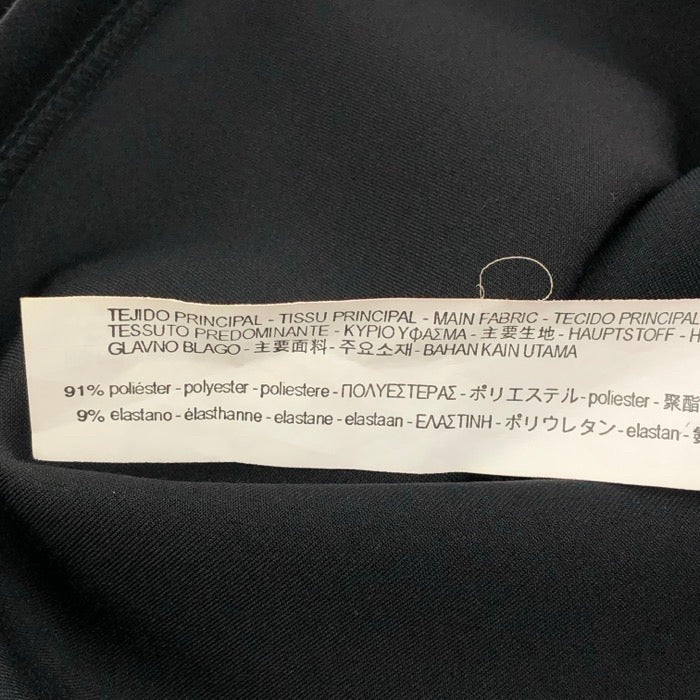 TEJIDO PRINCIPAL - TISSU PRINCIPAL - MAIN FABRIC - TECIDO PRINCIPAL
TESSUTO PREDOMINANTE - ΚΥΡΙΟ ΥΦΑΣΜΑ - 主要生地 - HAUPTSTOFF - H
GLAVNO BLAGO - 主要面料 - 주요소재 - BAHAN KAIN UTAMA
91% poliéster - polyester - poliestere - ΠΟΛΥΕΣΤΕΡΑΣ - ポリエステル - poliester - 聚酯
9% elastano - élasthanne - elastane - elastaan - ΕΛΑΣΤΙΝΗ - ポリウレタン - elastan - 氨